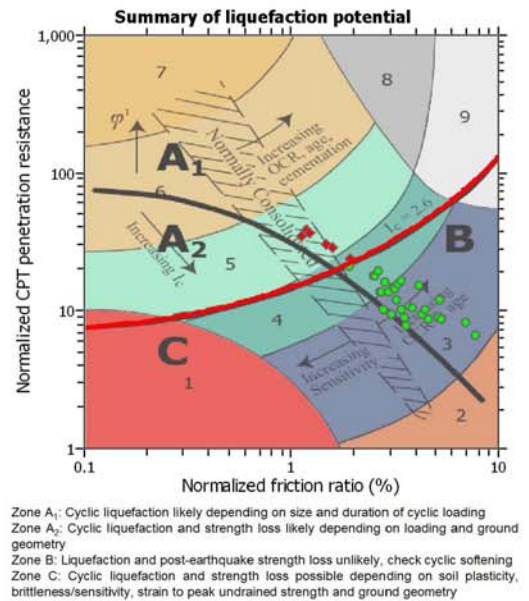 Summary of liquefaction potential
1,000
7
8
9
φ'
A1
Increasing
OCR, age,
cementation
Normally Consolidated
100
6
A2
Increasing Ic
Ic = 2.6
B
5
10
4
C
1
Increasing
Sensitivity
3
2
1
0.1
1
10
Normalized CPT penetration resistance
Normalized friction ratio (%)
Zone A1: Cyclic liquefaction likely depending on size and duration of cyclic loading
Zone A2: Cyclic liquefaction and strength loss likely depending on loading and ground
geometry
Zone B: Liquefaction and post-earthquake strength loss unlikely, check cyclic softening
Zone C: Cyclic liquefaction and strength loss possible depending on soil plasticity,
brittleness/sensitivity, strain to peak undrained strength and ground geometry